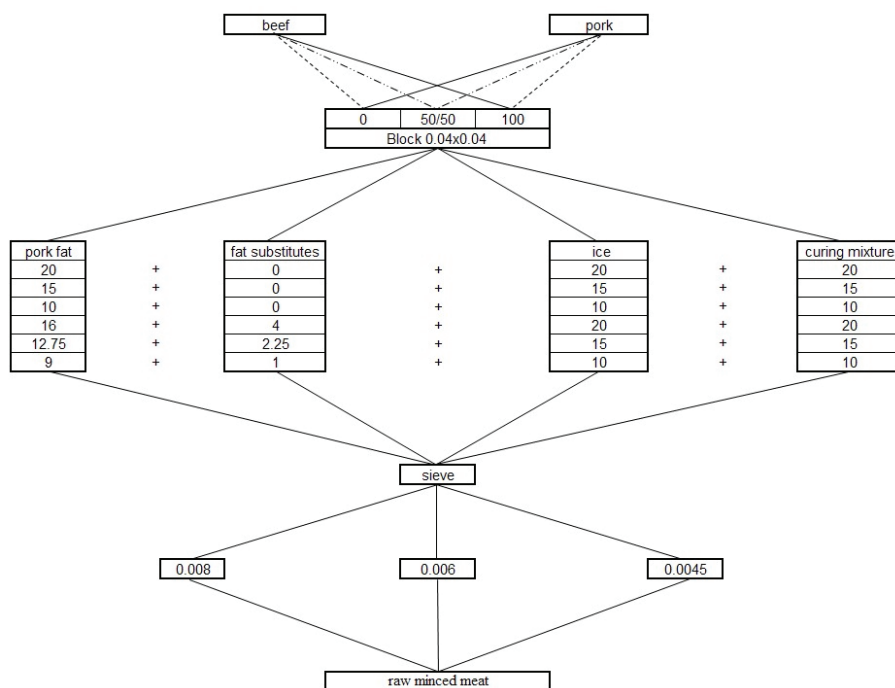 beef pork
0 50/50 100
Block 0.04x0.04
pork fat fat substitutes ice curing mixture
20 + 0 + 20 + 20
15 + 0 + 15 + 15
10 + 0 + 10 + 10
16 + 4 + 20 + 20
12.75 + 2.25 + 15 + 15
9 + 1 + 10 + 10
sieve
0.008 0.006 0.0045
raw minced meat